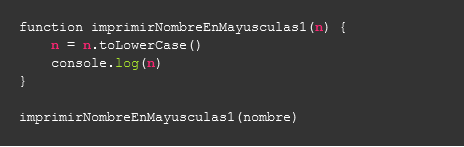 function imprimirNombreEnMayusculas1(n) {
    n = n.toLowerCase()
    console.log(n)
}
imprimirNombreEnMayusculas1(nombre)